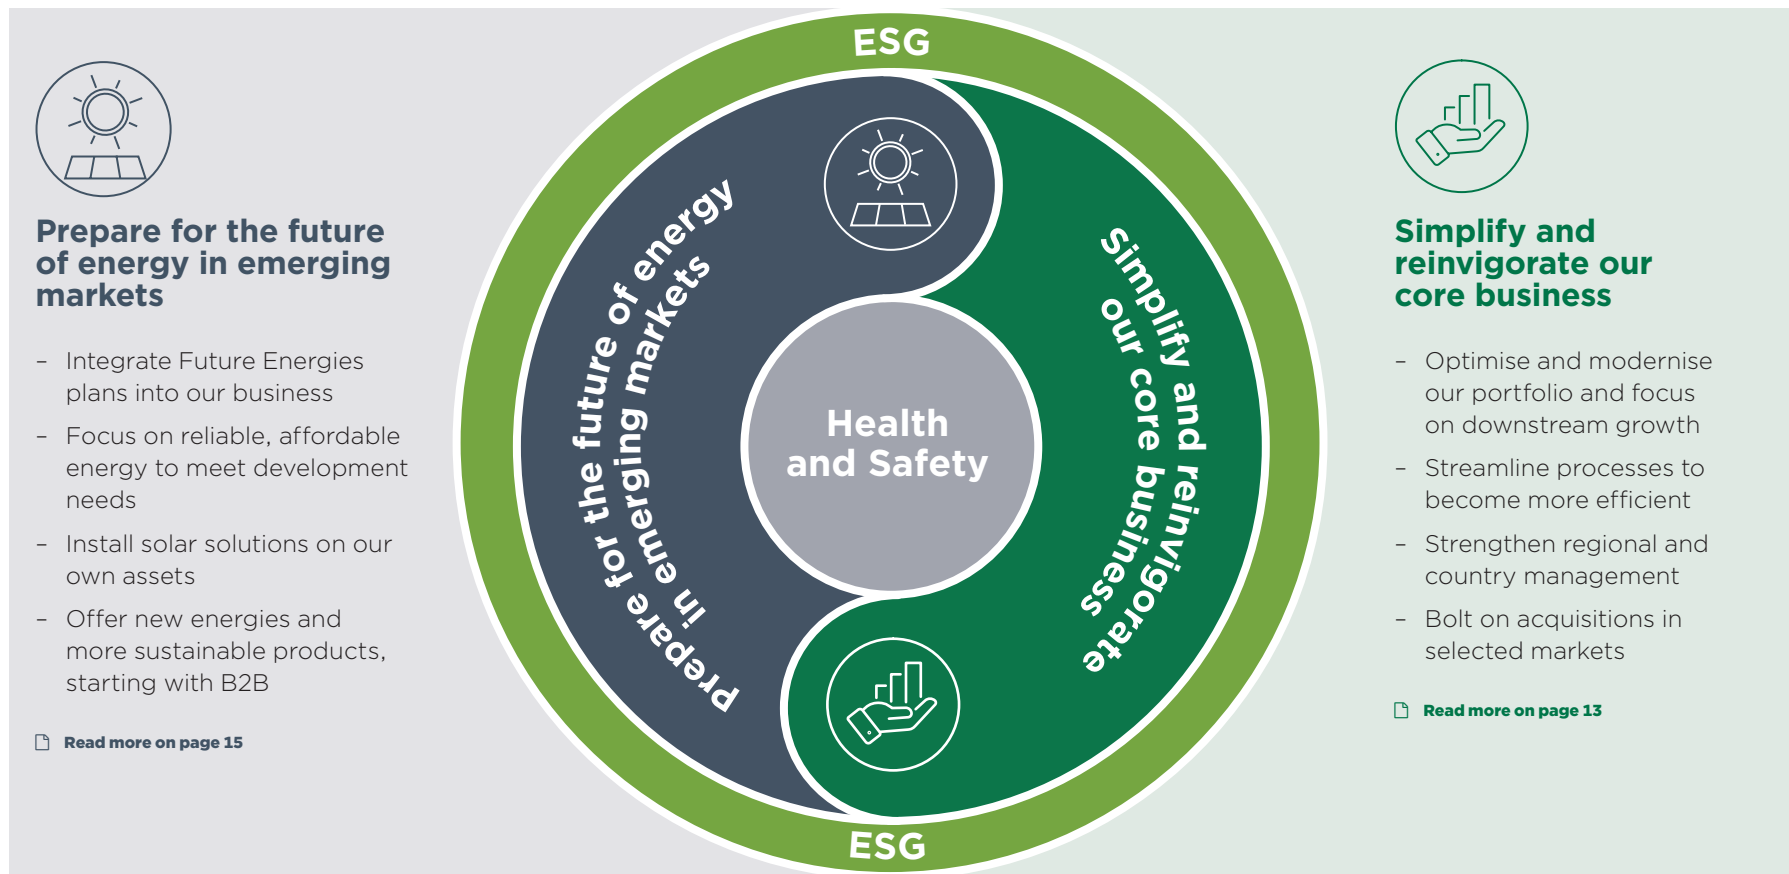 Prepare for the future
of energy in emerging
markets
– Integrate Future Energies
plans into our business
– Focus on reliable, affordable
energy to meet development
needs
– Install solar solutions on our
own assets
– Offer new energies and
more sustainable products,
starting with B2B
Read more on page 15
ESG
Prepare for the future of energy
in emerging markets
Health
and Safety
Simplify and reinvigorate
our core business
ESG
Simplify and
reinvigorate our
core business
– Optimise and modernise
our portfolio and focus
on downstream growth
– Streamline processes to
become more efficient
– Strengthen regional and
country management
– Bolt on acquisitions in
selected markets
Read more on page 13